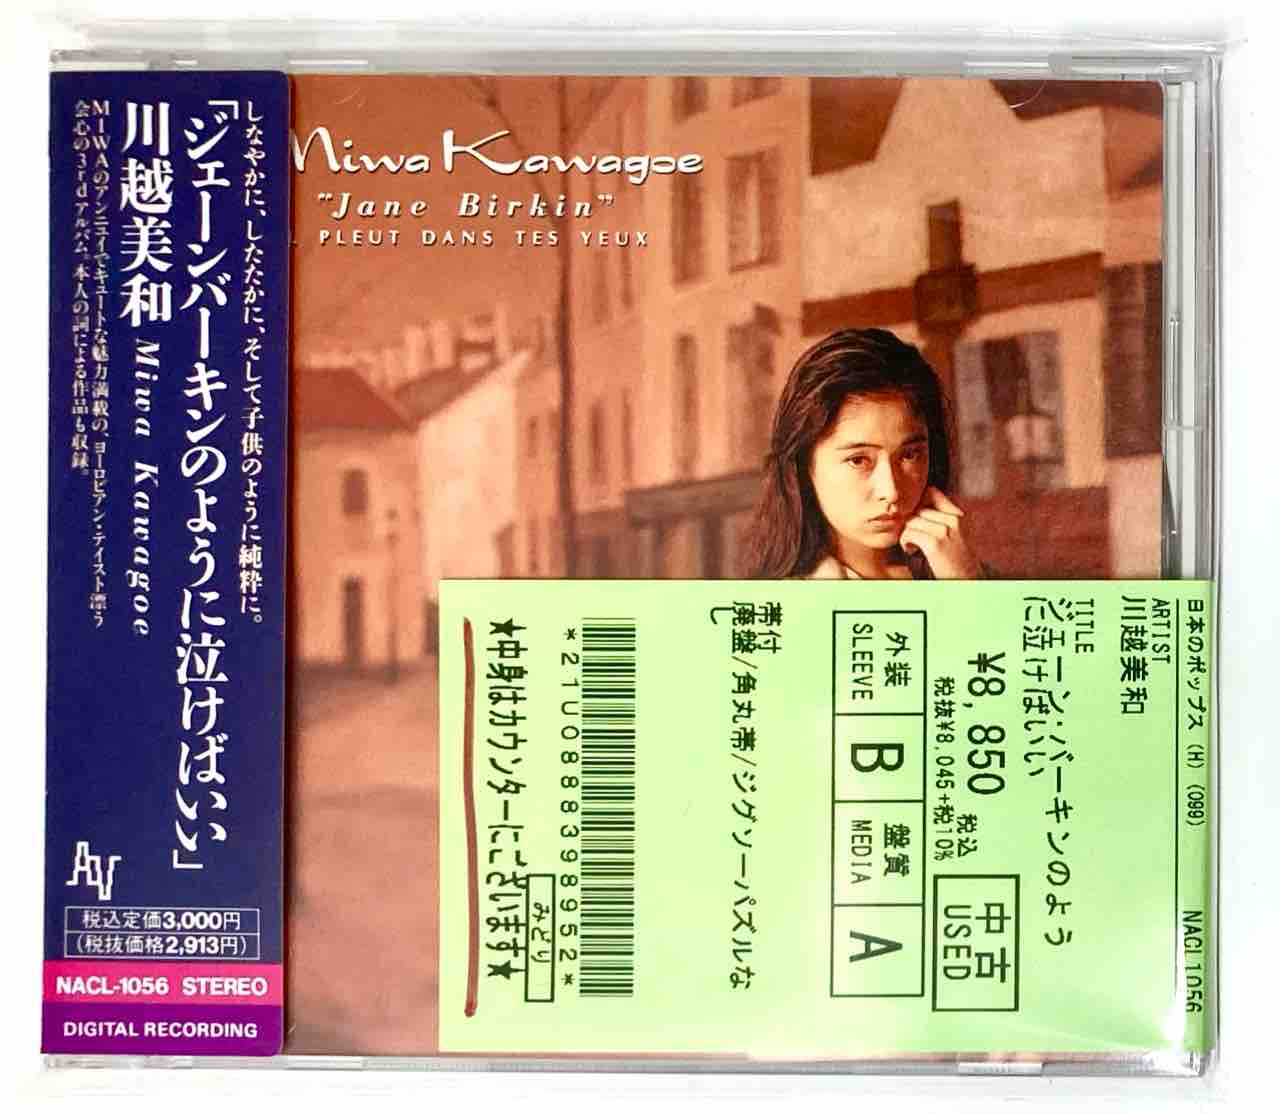 しなやかに、したたかに、そして子供のように純粋に。
「ジェーンバーキンのように泣けばいい」
川越美和 Miwa Kawagoe
MIWAのアンニュイでキュートな魅力満載の、ヨーロピアン・テイスト漂う
会心の3rdアルバム。本人の詞による作品も収録。
AV
税込定価3,000円
(税抜価格2,913円)
NACL-1056 STEREO
DIGITAL RECORDING
Miwa Kawagoe
"Jane Birkin"
PLEUT DANS TES YEUX
日本のポップス (H) (099) NACL1056
ARTIST
川越美和
TITLE
ジェーン・バーキンのよう
に泣けばいい
¥8,850 税込
税抜¥8,045+税10%
中古
USED
外装
SLEEVE
B
盤質
MEDIA
A
帯付
廃盤/角丸帯/ジグソーパズルな
し
*21U0888398952*
みどり
★中身はカウンターにございます★